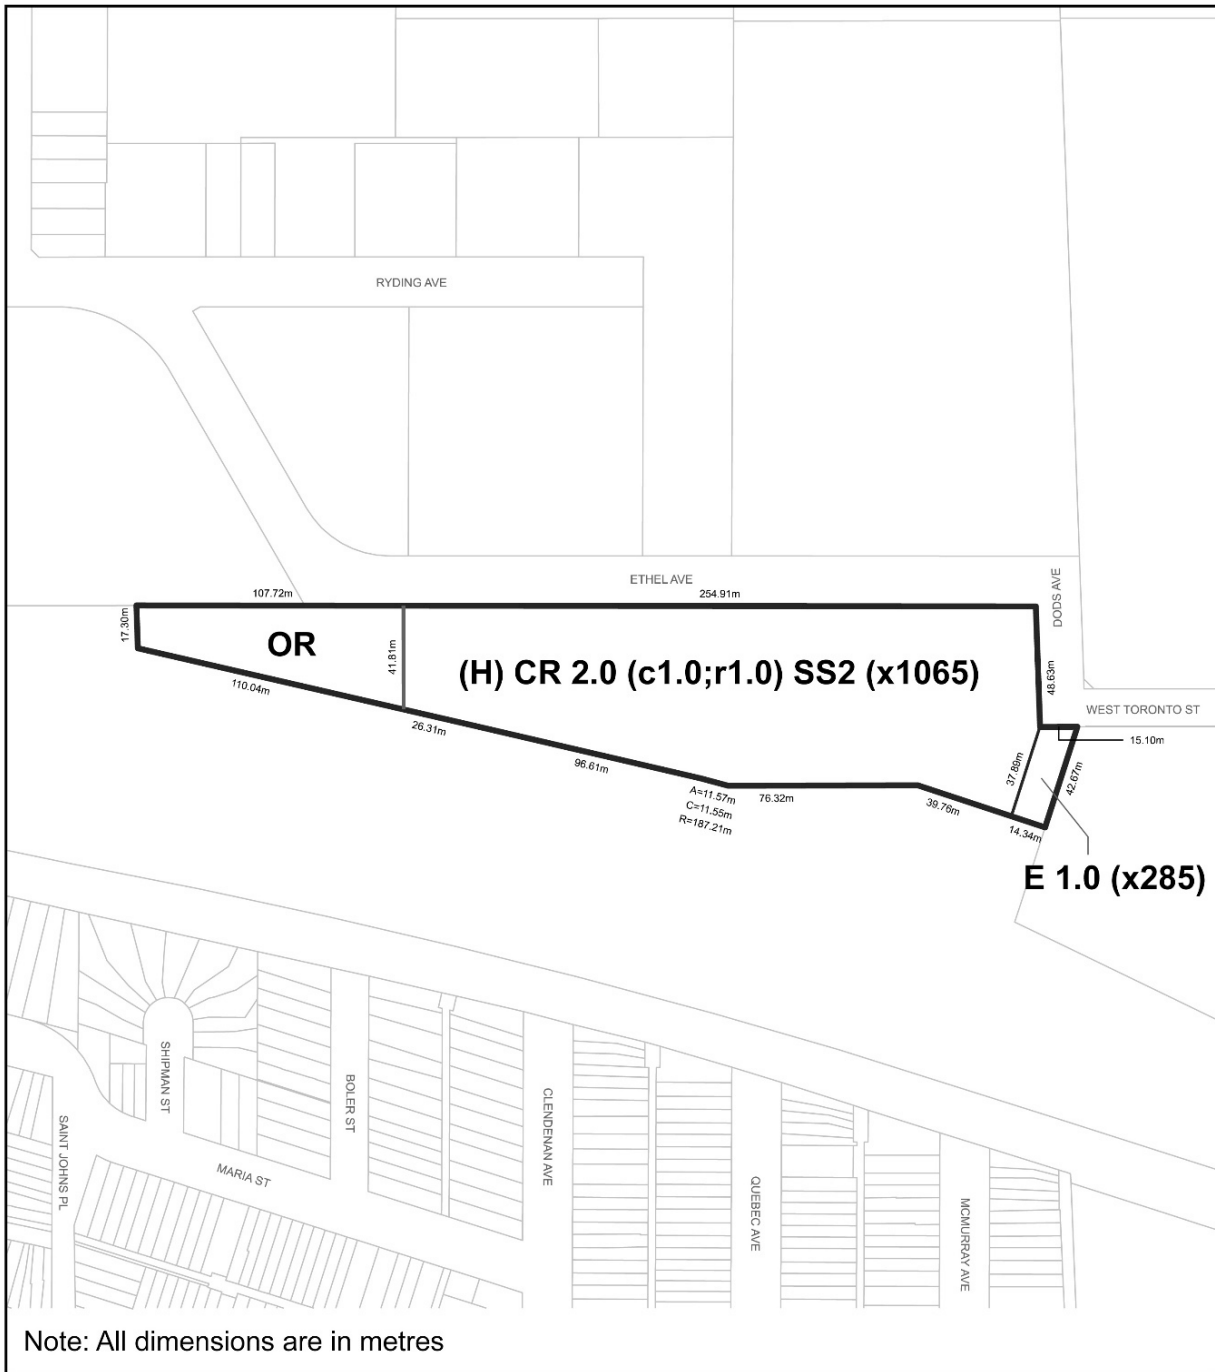 RYDING AVE
ETHEL AVE
DODS AVE
107.72m
254.91m
17.30m
OR
41.81m
(H) CR 2.0 (c1.0;r1.0) SS2 (x1065)
48.63m
WEST TORONTO ST
15.10m
110.04m
26.31m
96.61m
A=11.57m
C=11.55m
R=187.21m
76.32m
39.76m
37.89m
42.67m
14.34m
E 1.0 (x285)
SHIPMAN ST
BOLER ST
CLENDENAN AVE
SAINT JOHNS PL
MARIA ST
QUEBEC AVE
MCMURRAY AVE
Note: All dimensions are in metres